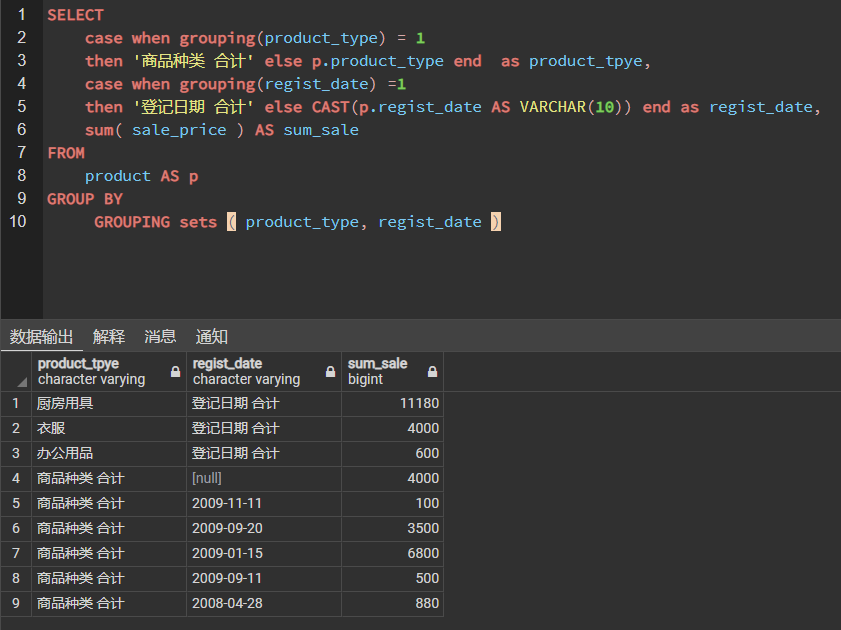 1 SELECT
2 case when grouping(product_type) = 1
3 then '商品种类 合计' else p.product_type end  as product_tpye,
4 case when grouping(regist_date) =1
5 then '登记日期 合计' else CAST(p.regist_date AS VARCHAR(10)) end as regist_date,
6 sum( sale_price ) AS sum_sale
7 FROM
8 product AS p
9 GROUP BY
10 GROUPING sets ( product_type, regist_date )
数据输出 解释 消息 通知
product_tpye regist_date sum_sale
character varying character varying bigint
1 厨房用具 登记日期 合计 11180
2 衣服 登记日期 合计 4000
3 办公用品 登记日期 合计 600
4 商品种类 合计 [null] 4000
5 商品种类 合计 2009-11-11 100
6 商品种类 合计 2009-09-20 3500
7 商品种类 合计 2009-01-15 6800
8 商品种类 合计 2009-09-11 500
9 商品种类 合计 2008-04-28 880